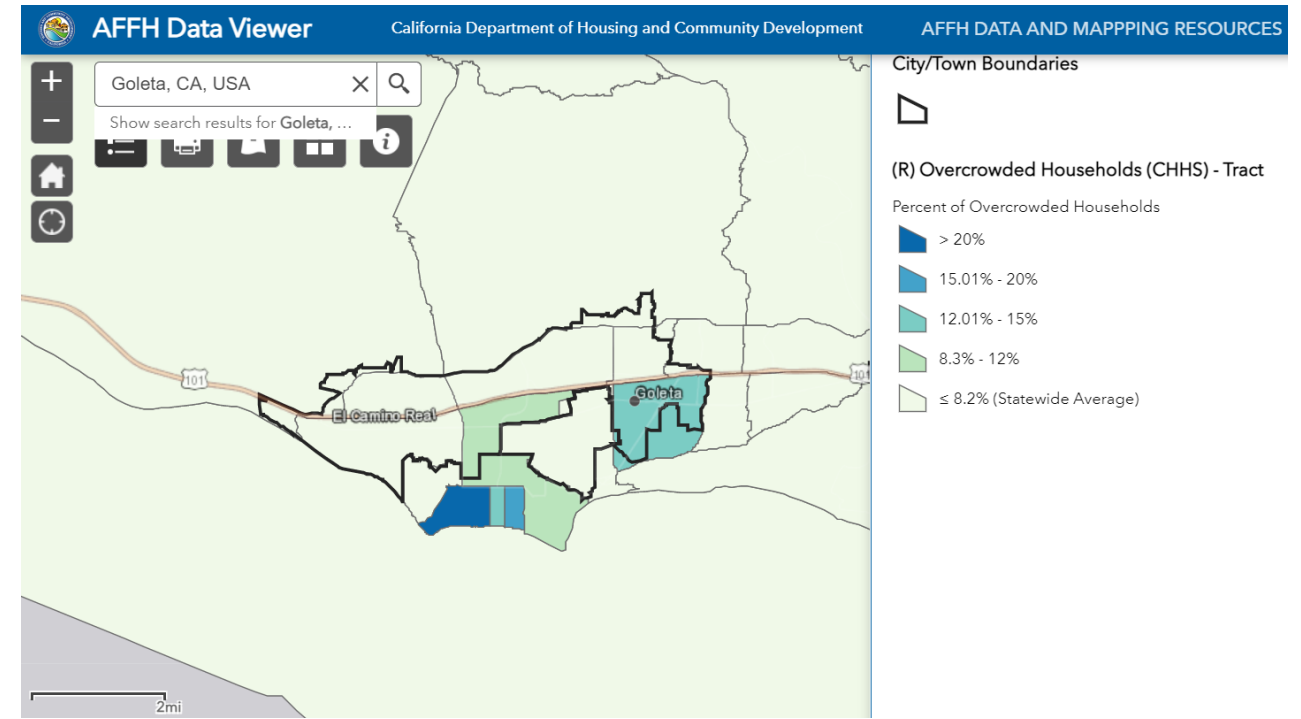 AFFH Data Viewer
California Department of Housing and Community Development
AFFH DATA AND MAPPPING RESOURCES
+
Goleta, CA, USA
Show search results for Goleta, ...
−
City/Town Boundaries
(R) Overcrowded Households (CHHS) - Tract
Percent of Overcrowded Households
> 20%
15.01% - 20%
12.01% - 15%
8.3% - 12%
≤ 8.2% (Statewide Average)
101
101
Goleta
El Camino Real
2mi